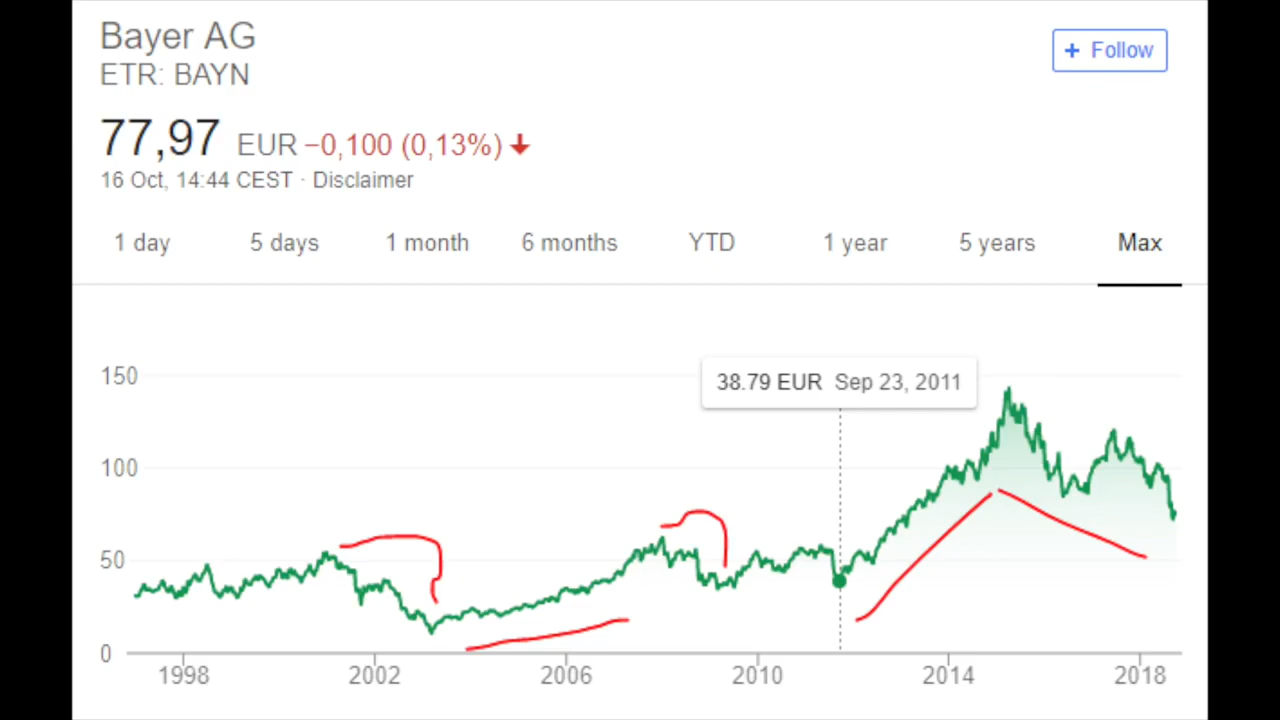 Bayer AG
+ Follow
ETR: BAYN
77,97 EUR −0,100 (0,13%)
16 Oct, 14:44 CEST · Disclaimer
1 day 5 days 1 month 6 months YTD 1 year 5 years Max
150
38.79 EUR Sep 23, 2011
100
50
0
1998 2002 2006 2010 2014 2018